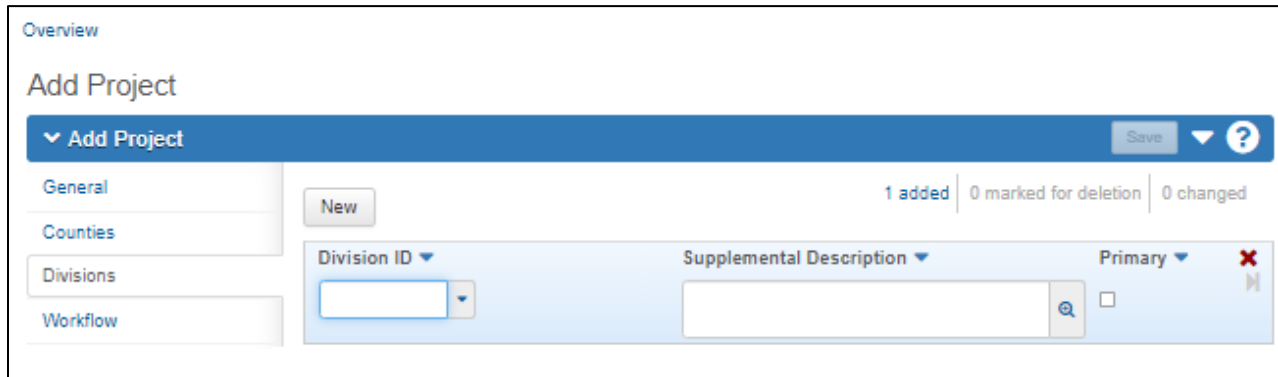 Overview
Add Project
Add Project Save ?
General
New 1 added 0 marked for deletion 0 changed
Counties
Division ID Supplemental Description Primary
Divisions
Workflow